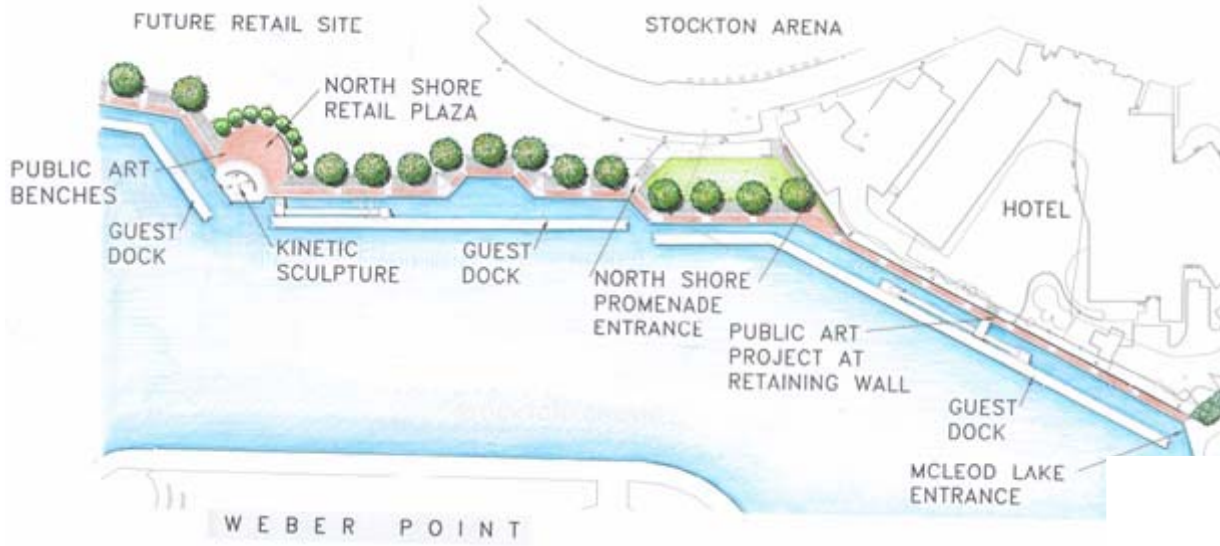 FUTURE RETAIL SITE
STOCKTON ARENA
NORTH SHORE
RETAIL PLAZA
PUBLIC ART
BENCHES
HOTEL
GUEST
DOCK
KINETIC
SCULPTURE
GUEST
DOCK
NORTH SHORE
PROMENADE
ENTRANCE
PUBLIC ART
PROJECT AT
RETAINING WALL
GUEST
DOCK
MCLEOD LAKE
ENTRANCE
WEBER POINT